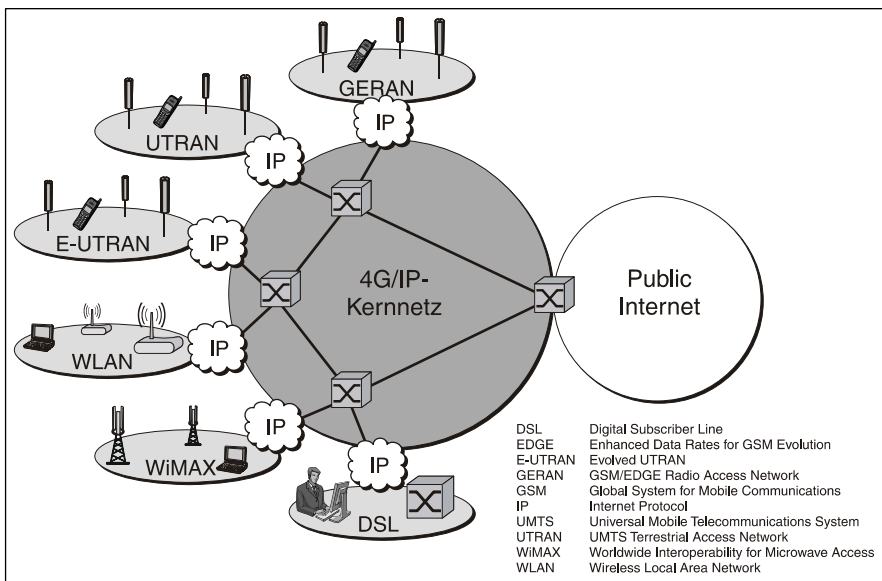 GERAN
IP
UTRAN
IP
E-UTRAN
IP
4G/IP-
Kernnetz
Public
Internet
WLAN
IP
WiMAX
IP
IP
DSL
DSL Digital Subscriber Line
EDGE Enhanced Data Rates for GSM Evolution
E-UTRAN Evolved UTRAN
GERAN GSM/EDGE Radio Access Network
GSM Global System for Mobile Communications
IP Internet Protocol
UMTS Universal Mobile Telecommunications System
UTRAN UMTS Terrestrial Access Network
WiMAX Worldwide Interoperability for Microwave Access
WLAN Wireless Local Area Network